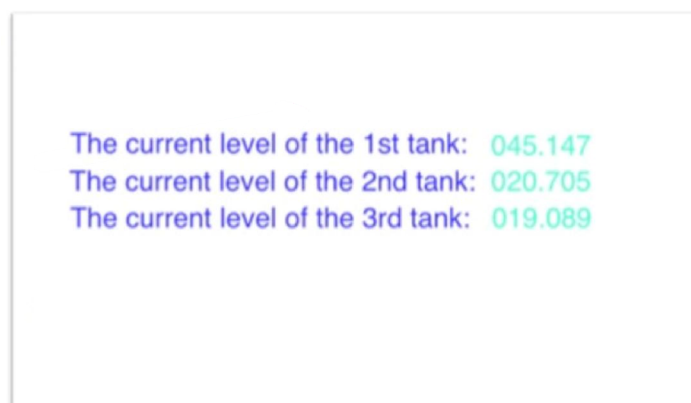 The current level of the 1st tank: 045.147
The current level of the 2nd tank: 020.705
The current level of the 3rd tank: 019.089